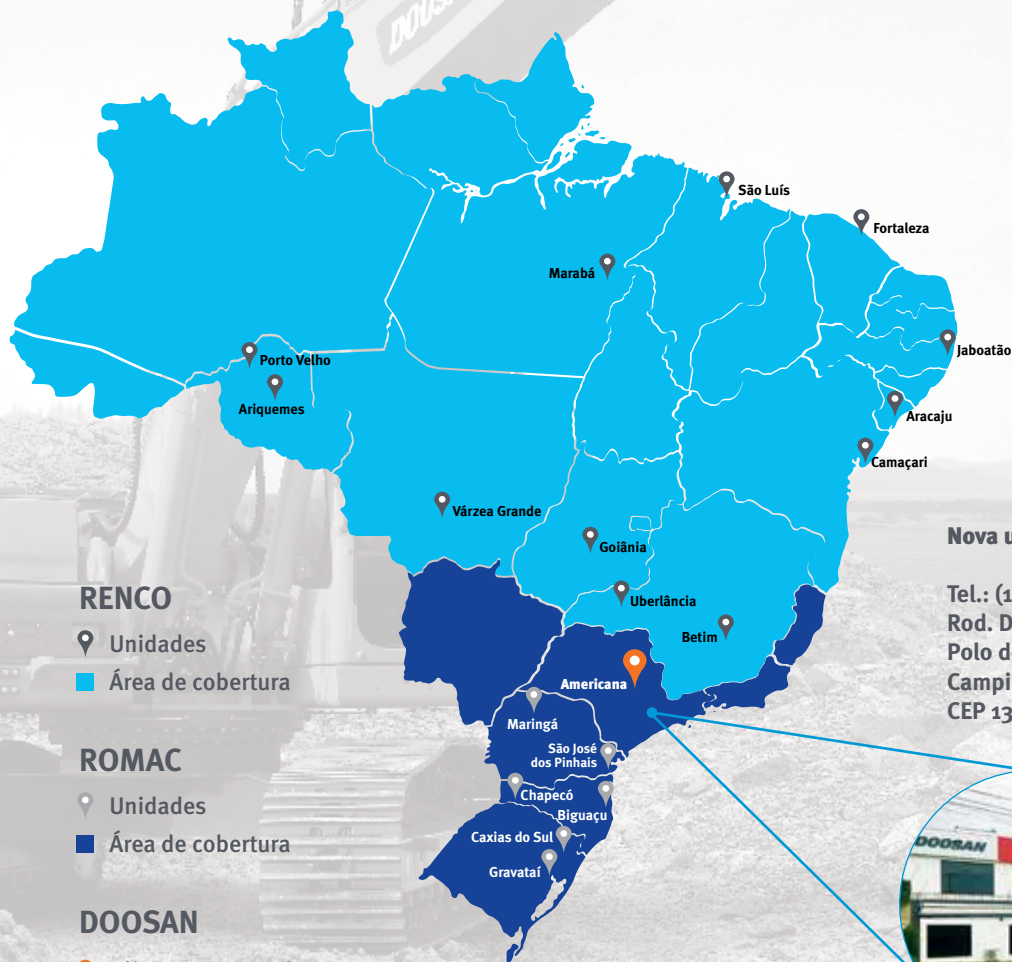 DOOSAN
São Luís
Fortaleza
Marabá
Jaboatão
Porto Velho
Ariquemes
Aracaju
Camaçari
Várzea Grande
Goiânia
Uberlância
Betim
Americana
Maringá
São José
dos Pinhais
Chapecó
Biguaçu
Caxias do Sul
Gravataí
RENCO
Unidades
Área de cobertura
ROMAC
Unidades
Área de cobertura
DOOSAN
Nova u
Tel.: (1
Rod. D
Polo d
Campi
CEP 13
DOOSAN